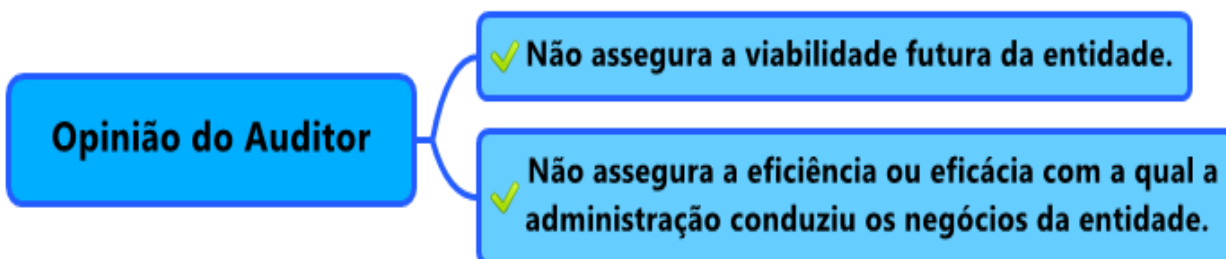 Opinião do Auditor
Não assegura a viabilidade futura da entidade.
Não assegura a eficiência ou eficácia com a qual a
administração conduziu os negócios da entidade.